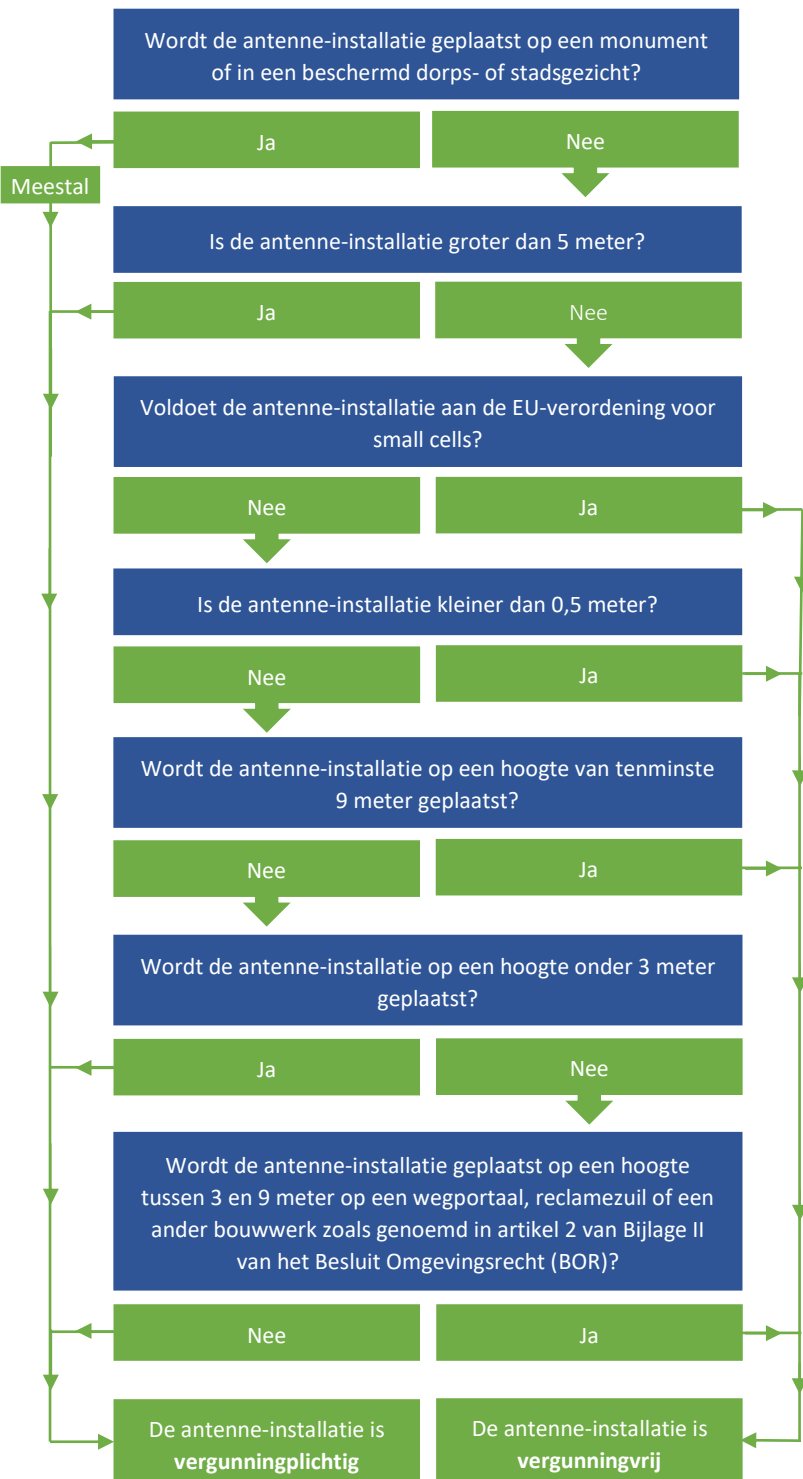 Wordt de antenne-installatie geplaatst op een monument
of in een beschermd dorps- of stadsgezicht?
Ja
Nee
Meestal
Is de antenne-installatie groter dan 5 meter?
Ja
Nee
Voldoet de antenne-installatie aan de EU-verordening voor
small cells?
Nee
Ja
Is de antenne-installatie kleiner dan 0,5 meter?
Nee
Ja
Wordt de antenne-installatie op een hoogte van tenminste
9 meter geplaatst?
Nee
Ja
Wordt de antenne-installatie op een hoogte onder 3 meter
geplaatst?
Ja
Nee
Wordt de antenne-installatie geplaatst op een hoogte
tussen 3 en 9 meter op een wegportaal, reclamezuil of een
ander bouwwerk zoals genoemd in artikel 2 van Bijlage II
van het Besluit Omgevingsrecht (BOR)?
Nee
Ja
De antenne-installatie is
vergunningplichtig
De antenne-installatie is
vergunningvrij